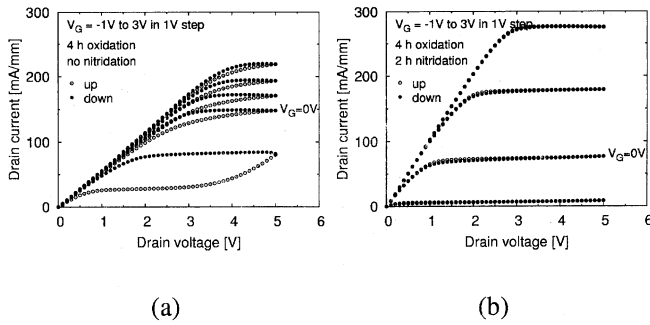 V_G = -1V to 3V in 1V step
4 h oxidation
no nitridation
up
down
V_G=0V
300
200
100
0
0 1 2 3 4 5 6
Drain current [mA/mm]
Drain voltage [V]
(a)
V_G = -1V to 3V in 1V step
4 h oxidation
2 h nitridation
up
down
V_G=0V
300
200
100
0
0 1 2 3 4 5 6
Drain current [mA/mm]
Drain voltage [V]
(b)